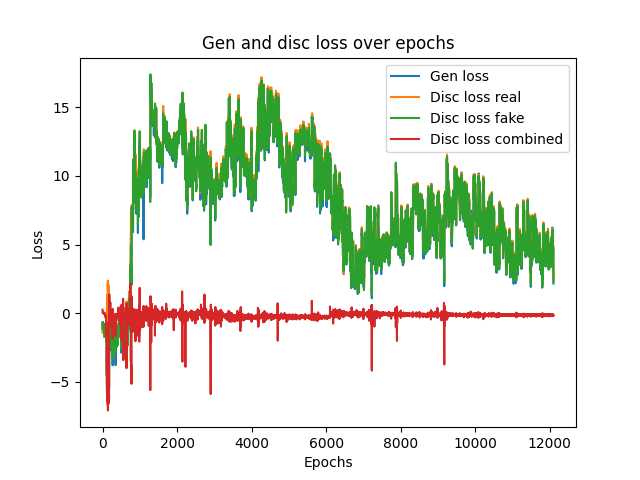 Gen and disc loss over epochs
Gen loss
Disc loss real
Disc loss fake
Disc loss combined
15
10
5
0
−5
Loss
0
2000
4000
6000
8000
10000
12000
Epochs